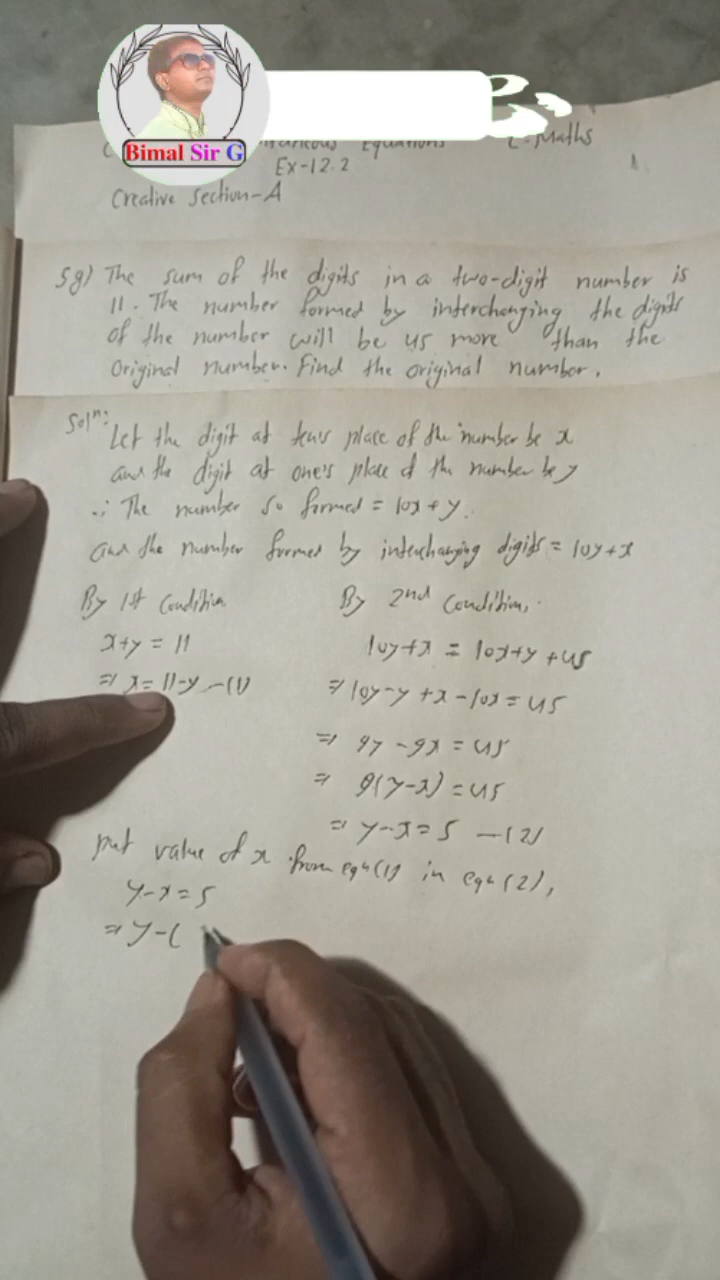 Bimal Sir G
Equations C.Maths
Ex-12.2
Creative Section-A
5g) The sum of the digits in a two-digit number is
11. The number formed by interchanging the digits
of the number will be 45 more than the
Original number. Find the original number.
Solⁿ:
Let the digit at ten's place of the number be x
and the digit at one's place of the number be y
∴ The number so formed = 10x + y.
and the number formed by interchanging digits = 10y+x
By 1st Condition
x+y = 11
⇒ x = 11-y -(1)
By 2nd Condition,
10y+x = 10x+y +45
⇒ 10y-y +x -10x = 45
⇒ 9y -9x = 45
⇒ 9(y-x) = 45
⇒ y-x = 5 -(2)
put value of x from eqn(1) in eqn (2),
y-x = 5
⇒ y-(